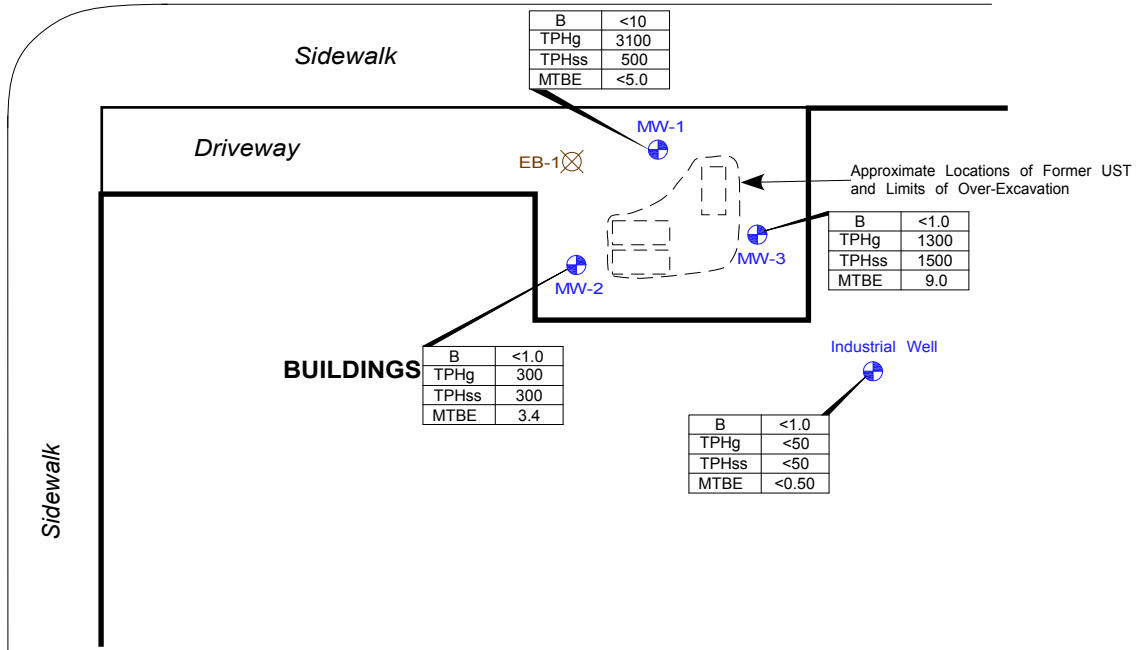 B <10
TPHg 3100
TPHss 500
MTBE <5.0
Sidewalk
MW-1
Driveway
EB-1
Approximate Locations of Former UST
and Limits of Over-Excavation
B <1.0
TPHg 1300
TPHss 1500
MTBE 9.0
MW-3
MW-2
Industrial Well
BUILDINGS
B <1.0
TPHg 300
TPHss 300
MTBE 3.4
B <1.0
TPHg <50
TPHss <50
MTBE <0.50
Sidewalk